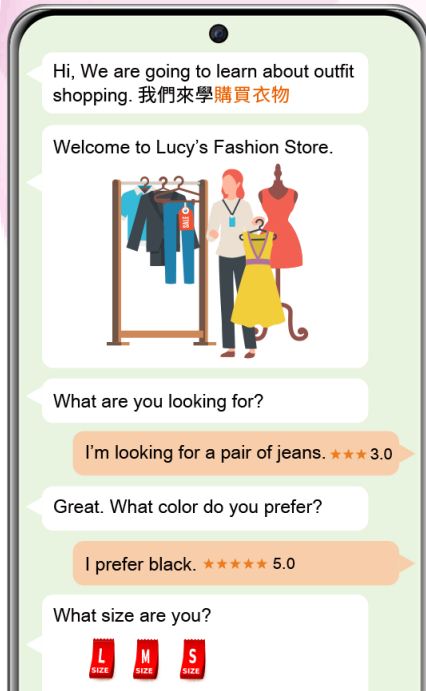 Hi, We are going to learn about outfit
shopping. 我們來學購買衣物
Welcome to Lucy's Fashion Store.
SALE
What are you looking for?
I'm looking for a pair of jeans. ★★★ 3.0
Great. What color do you prefer?
I prefer black. ★★★★★ 5.0
What size are you?
L M S
SIZE SIZE SIZE